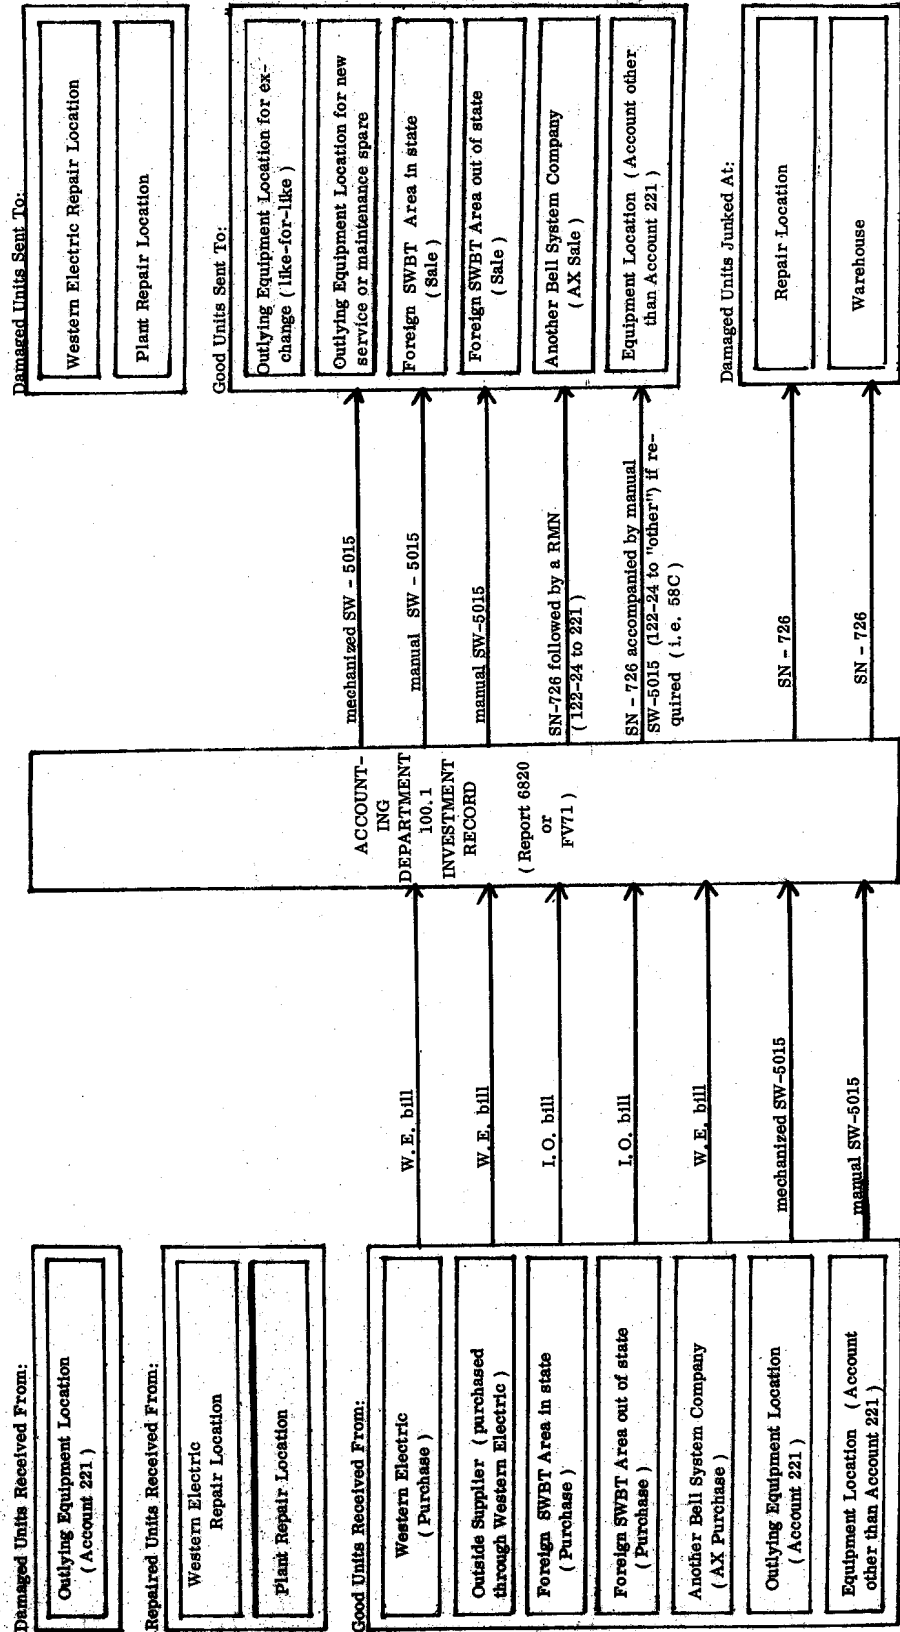 Damaged Units Received From:
Outlying Equipment Location
( Account 221 )
Repaired Units Received From:
Western Electric
Repair Location
Plant Repair Location
Good Units Received From:
Western Electric
( Purchase )
Outside Supplier ( purchased
through Western Electric )
Foreign SWBT Area in state
( Purchase )
Foreign SWBT Area out of state
( Purchase )
Another Bell System Company
( AX Purchase )
Outlying Equipment Location
( Account 221 )
Equipment Location ( Account
other than Account 221 )
W. E. bill
W. E. bill
I. O. bill
I. O. bill
W. E. bill
mechanized SW-5015
manual SW-5015
ACCOUNT-
ING
DEPARTMENT
100.1
INVESTMENT
RECORD
( Report 6820
or
FV71 )
mechanized SW - 5015
manual SW - 5015
manual SW-5015
SN-726 followed by a RMN
( 122-24 to 221 )
SN - 726 accompanied by manual
SW-5015 (122-24 to "other") if re-
quired ( i. e. 58C )
SN - 726
SN - 726
Damaged Units Sent To:
Western Electric Repair Location
Plant Repair Location
Good Units Sent To:
Outlying Equipment Location for ex-
change ( like-for-like )
Outlying Equipment Location for new
service or maintenance spare
Foreign SWBT Area in state
( Sale )
Foreign SWBT Area out of state
( Sale )
Another Bell System Company
( AX Sale )
Equipment Location ( Account other
than Account 221 )
Damaged Units Junked At:
Repair Location
Warehouse